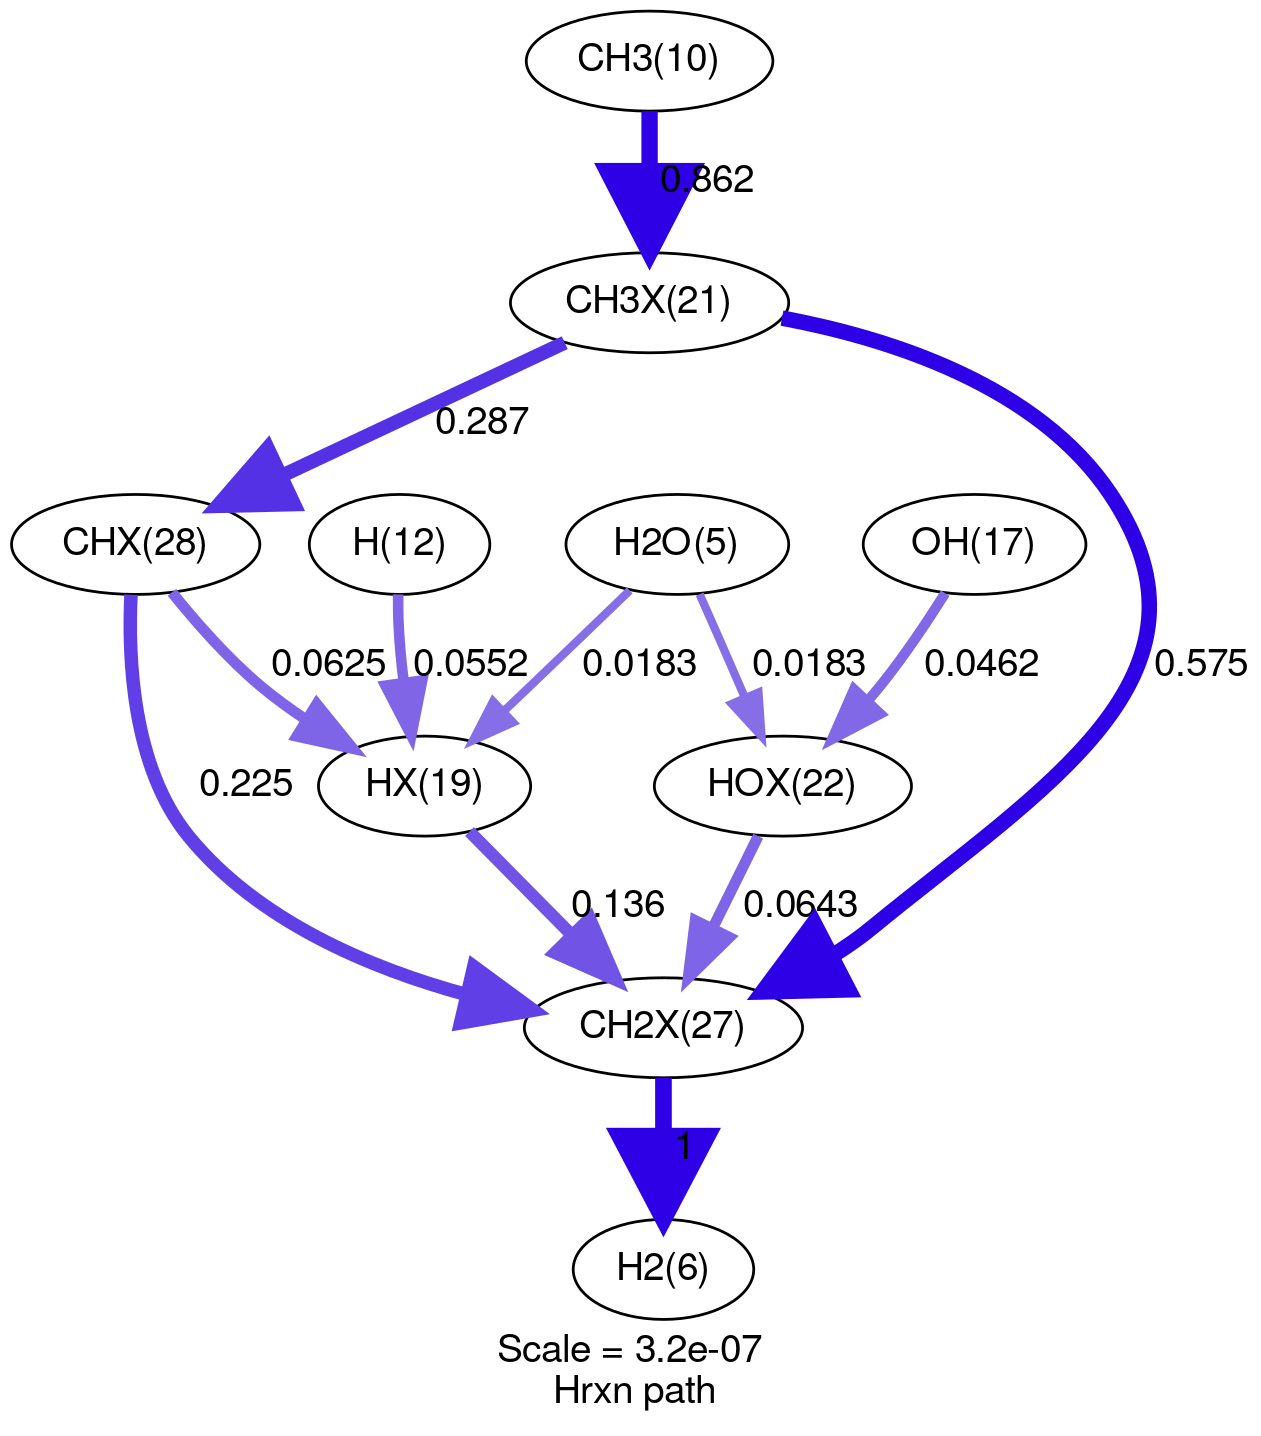 CH3(10)
0.862
CH3X(21)
0.287
CHX(28)
H(12)
H2O(5)
OH(17)
0.0625
0.0552
0.0183
0.0183
0.0462
0.575
0.225
HX(19)
HOX(22)
0.136
0.0643
CH2X(27)
1
H2(6)
Scale = 3.2e-07
Hrxn path